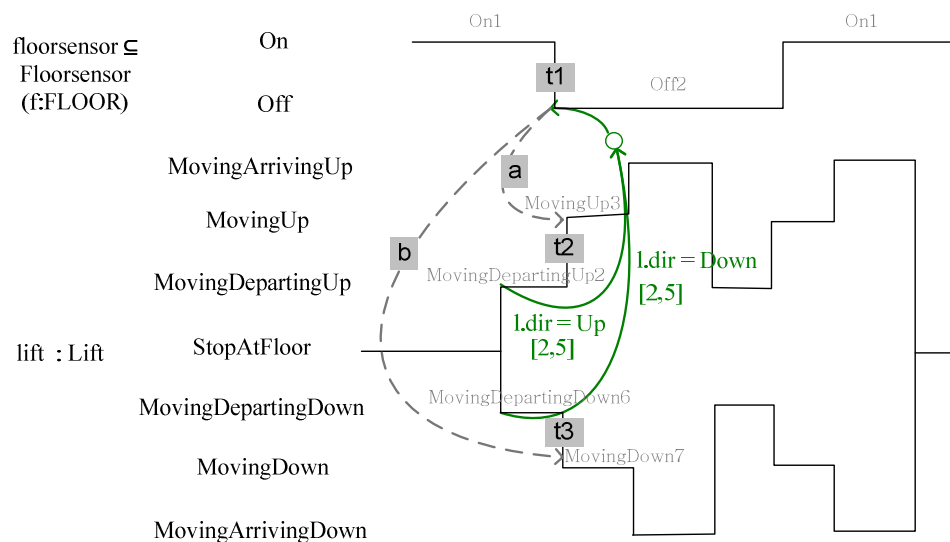 On1
On1
floorsensor ⊆
Floorsensor
(f:FLOOR)
On
t1
Off2
Off
MovingArrivingUp
a
MovingUp3
MovingUp
t2
b
l.dir = Down
[2,5]
MovingDepartingUp2
MovingDepartingUp
l.dir = Up
[2,5]
lift : Lift
StopAtFloor
MovingDepartingDown6
MovingDepartingDown
t3
MovingDown7
MovingDown
MovingArrivingDown